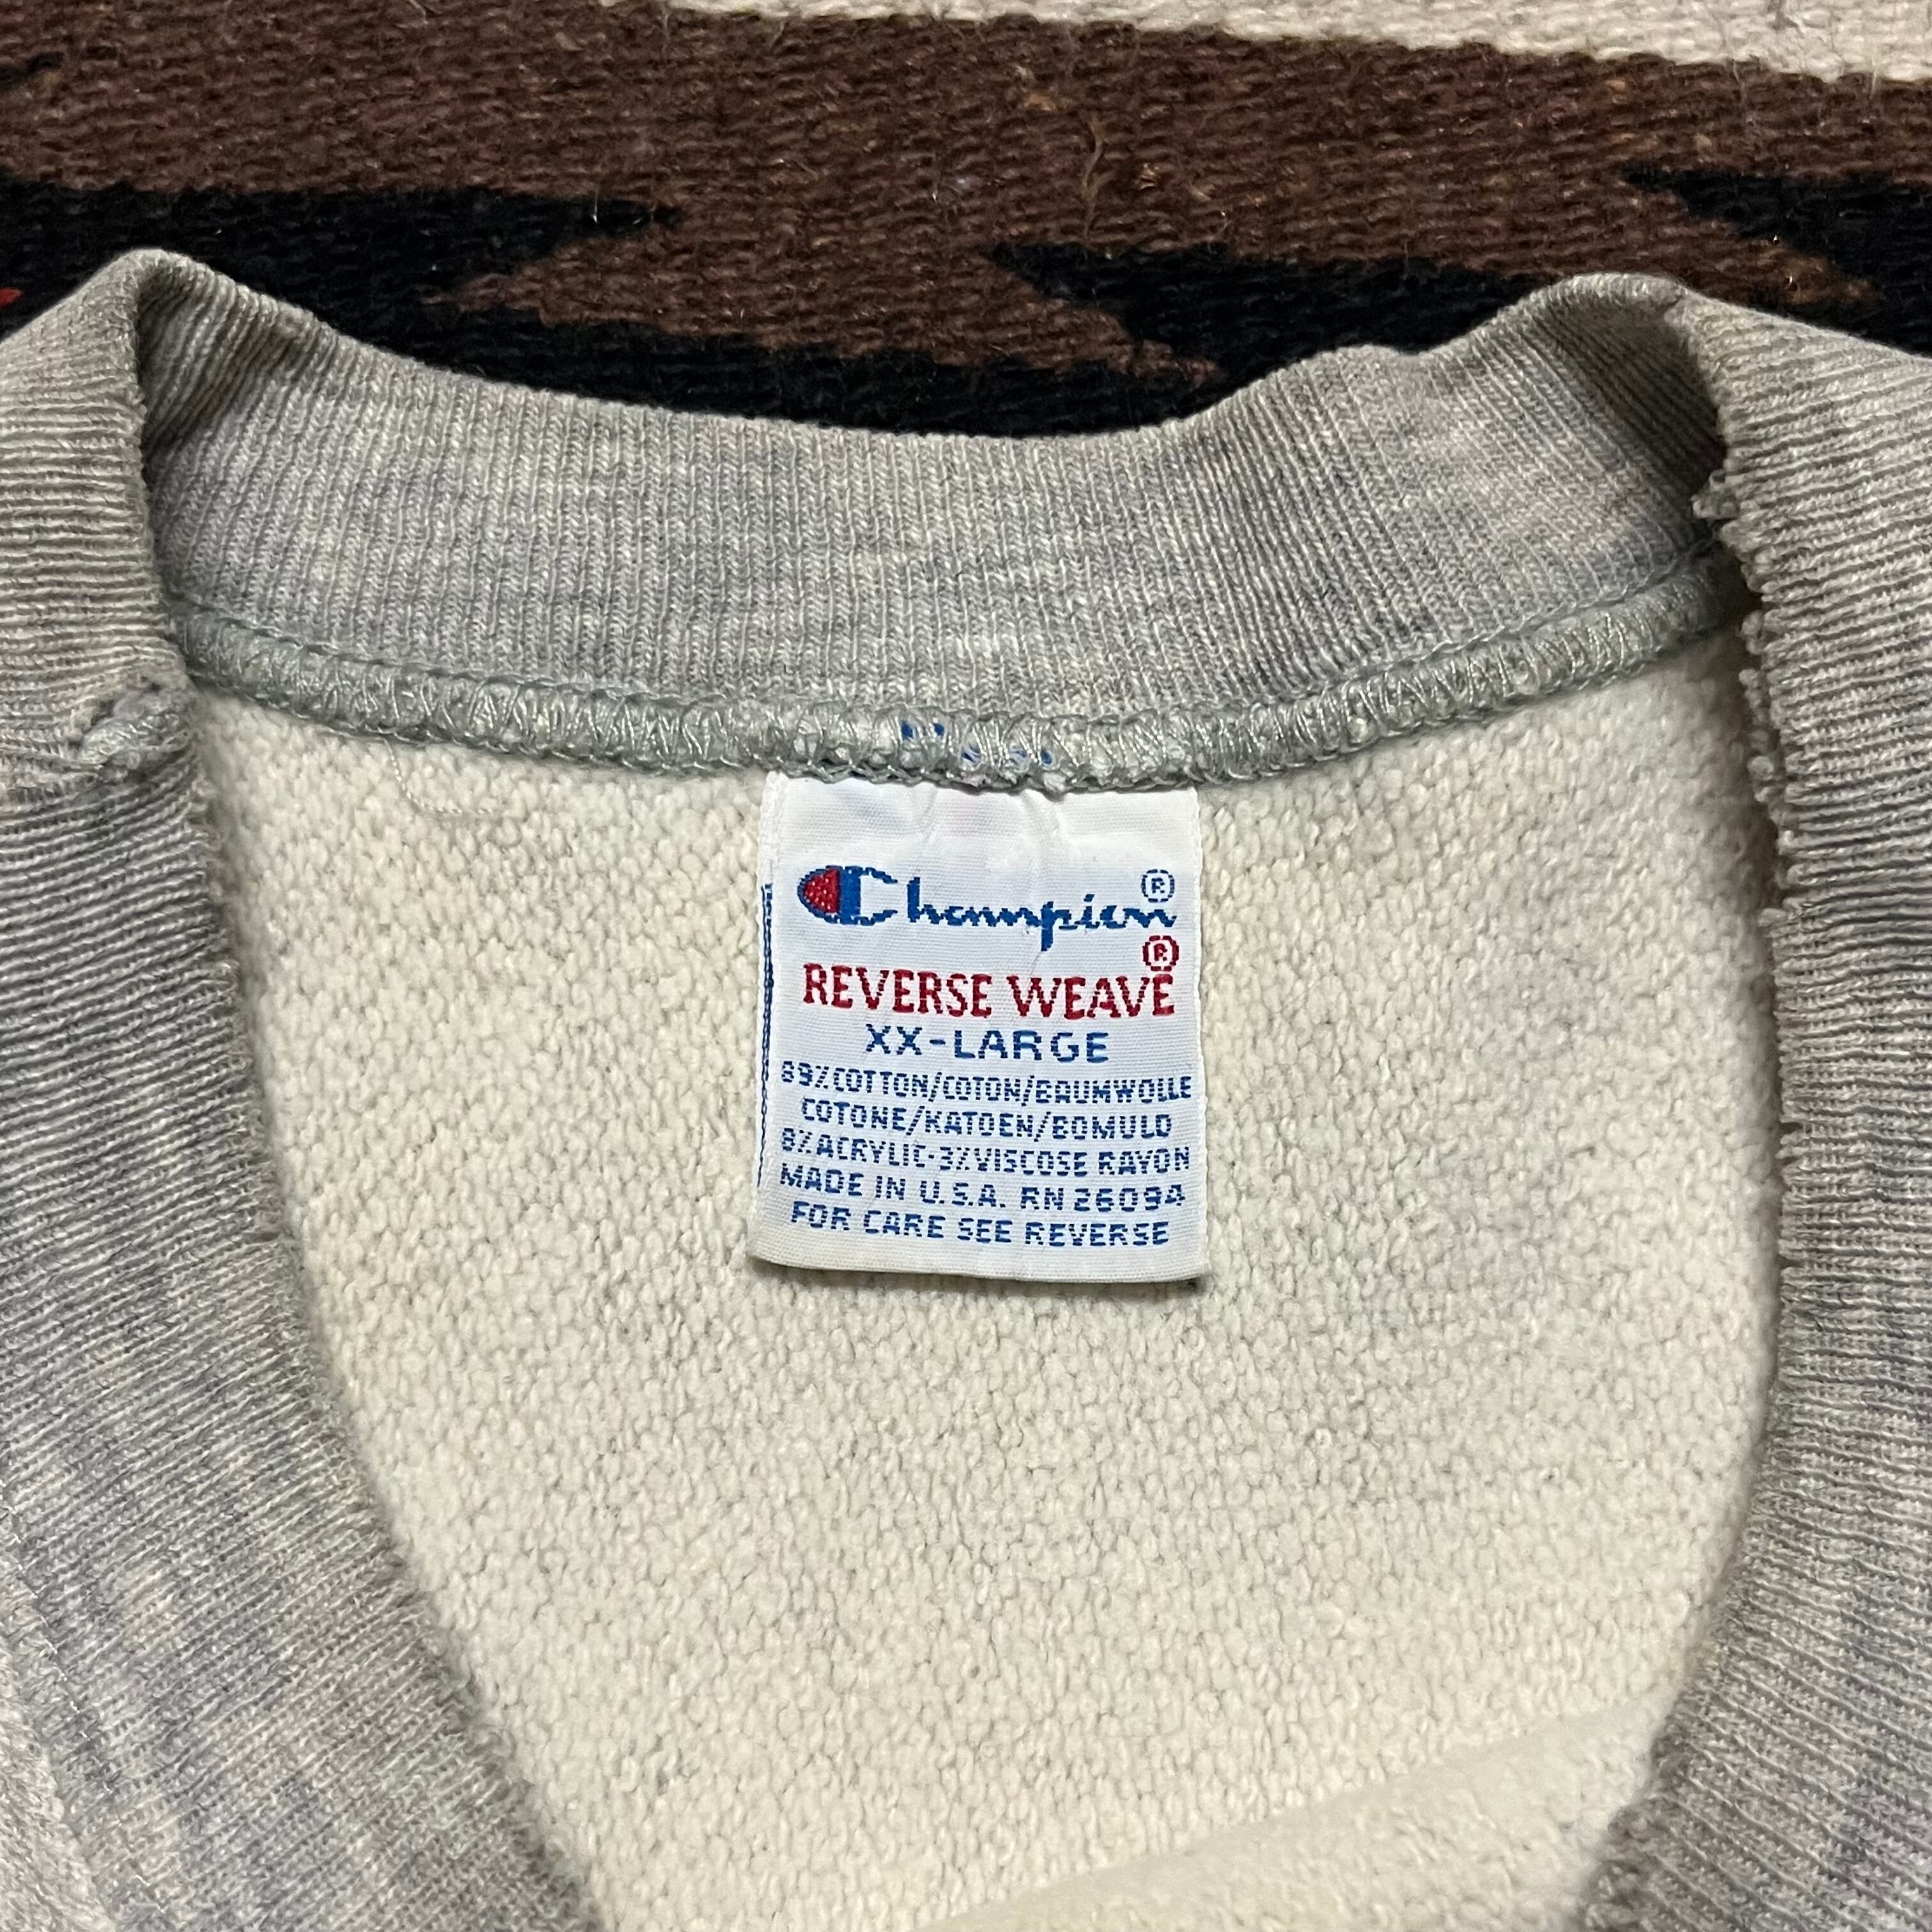 Champion®
REVERSE WEAVE®
XX-LARGE
89% COTTON/COTON/BAUMWOLLE
COTONE/KATOEN/BOMULD
8% ACRYLIC-3% VISCOSE RAYON
MADE IN U.S.A. RN 26094
FOR CARE SEE REVERSE